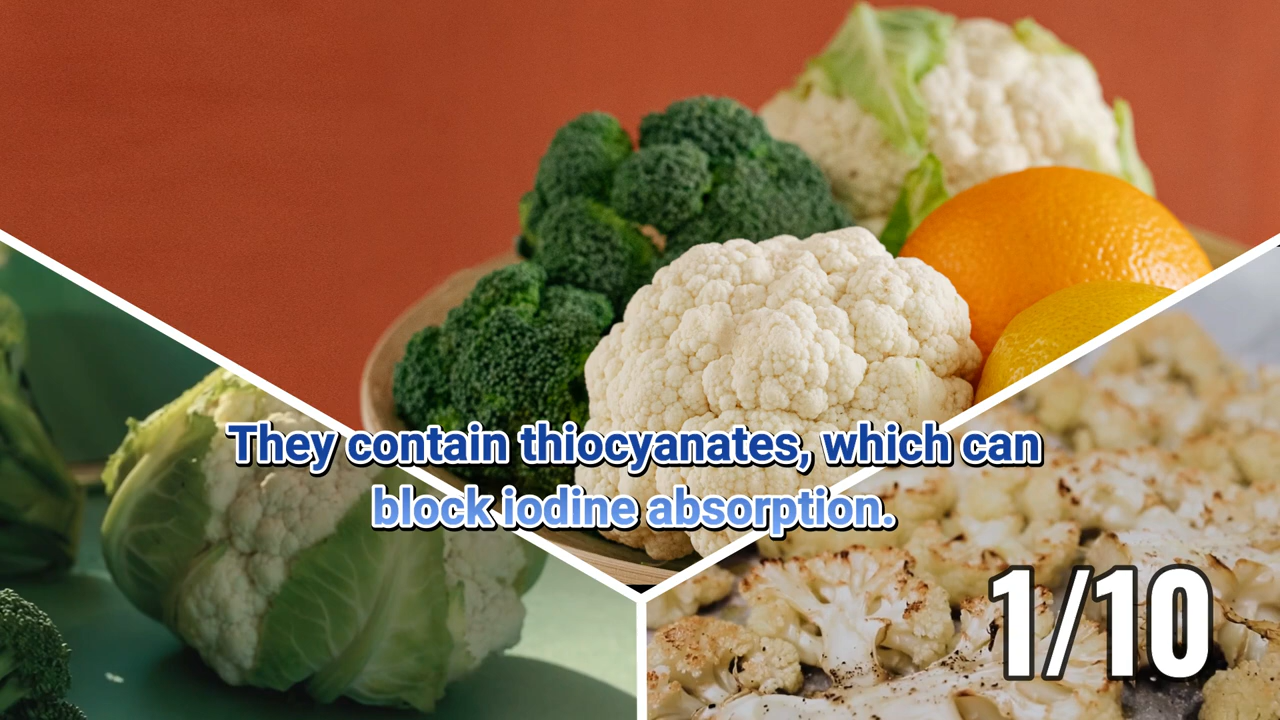 They contain thiocyanates, which can
block iodine absorption.
1/10